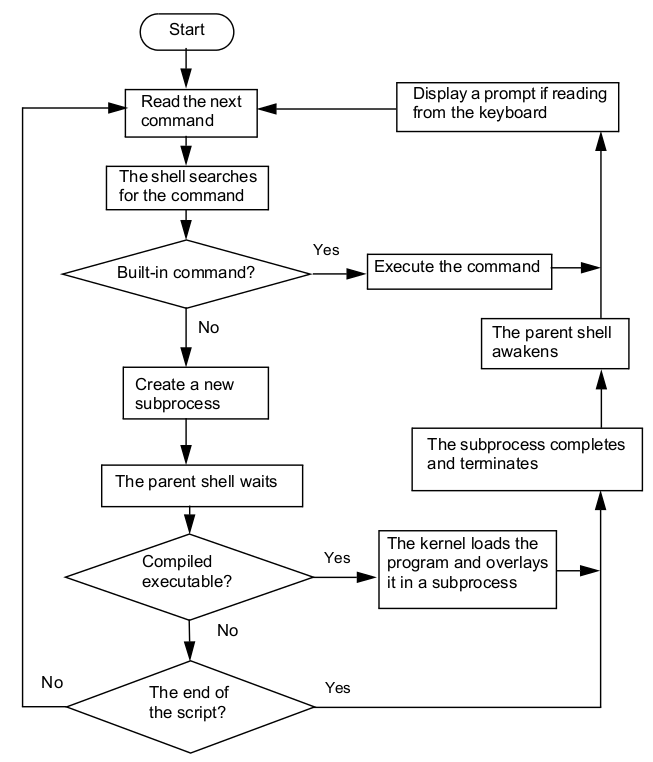 Start
Read the next
command
Display a prompt if reading
from the keyboard
The shell searches
for the command
Built-in command?
Yes
Execute the command
No
The parent shell
awakens
Create a new
subprocess
The subprocess completes
and terminates
The parent shell waits
Compiled
executable?
Yes
The kernel loads the
program and overlays
it in a subprocess
No
The end of
the script?
No
Yes